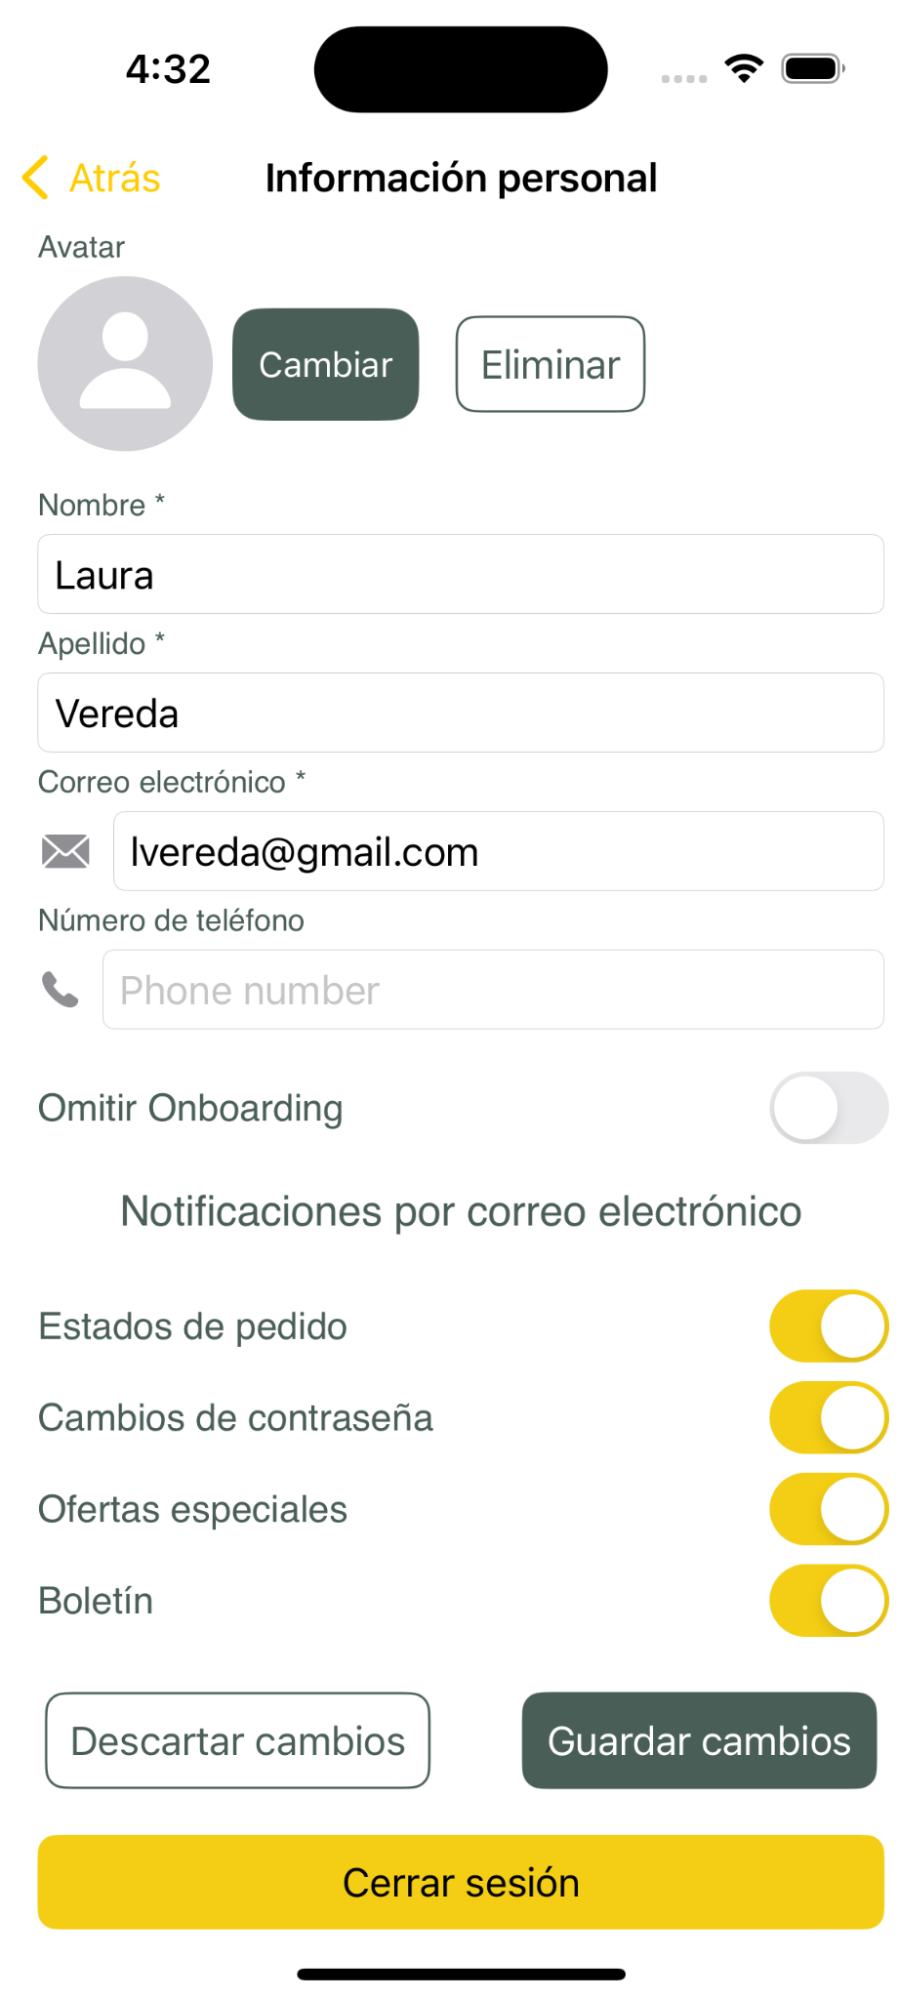 4:32
Atrás
Información personal
Avatar
Cambiar
Eliminar
Nombre *
Laura
Apellido *
Vereda
Correo electrónico *
lvereda@gmail.com
Número de teléfono
Phone number
Omitir Onboarding
Notificaciones por correo electrónico
Estados de pedido
Cambios de contraseña
Ofertas especiales
Boletín
Descartar cambios
Guardar cambios
Cerrar sesión